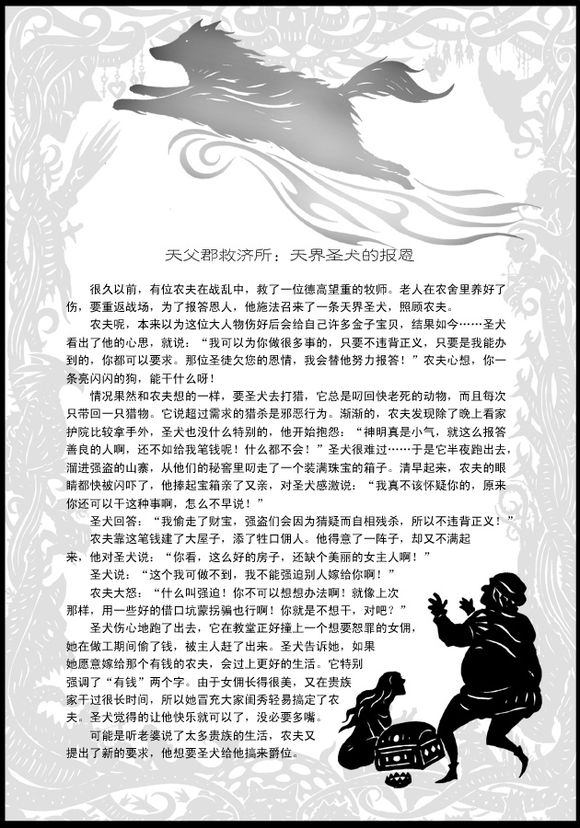 天父郡救济所：天界圣犬的报恩
很久以前，有位农夫在战乱中，救了一位德高望重的牧师。老人在农舍里养好了
伤，要重返战场，为了报答恩人，他施法召来了一条天界圣犬，照顾农夫。
农夫呢，本来以为这位大人物伤好后会给自己许多金子宝贝，结果如今……圣犬
看出了他的心思，就说：“我可以为你做很多事的，只要不违背正义，只要是我能办
到的，你都可以要求。那位圣徒欠您的恩情，我会替他努力报答！”农夫心想，你一
条亮闪闪的狗，能干什么呀！
情况果然和农夫想的一样，要圣犬去打猎，它总是叼回快老死的动物，而且每次
只带回一只猎物。它说超过需求的猎杀是邪恶行为。渐渐的，农夫发现除了晚上看家
护院比较拿手外，圣犬也没什么特别的，他开始抱怨：“神明真是小气，就这么报答
善良的人啊，还不如给我笔钱呢！什么都不会！”圣犬很难过……于是它半夜跑出去，
溜进强盗的山寨，从他们的秘窖里叼走了一个装满珠宝的箱子。清早起来，农夫的眼
睛都快被闪吓了，他捧起宝箱亲了又亲，对圣犬感激说：“我真不该怀疑你的，原来
你还可以干这种事啊，怎么不早说！”
圣犬回答：“我偷走了财宝，强盗们会因为猜疑而自相残杀，所以不违背正义！”
农夫靠这笔钱建了大屋子，添了牲口佣人。他得意了一阵子，却又不满起
来，他对圣犬说：“你看，这么好的房子，还缺个美丽的女主人啊！”
圣犬说：“这个我可做不到，我不能强迫别人嫁给你啊！”
农夫大怒：“什么叫强迫！你不可以想想办法啊！就像上次
那样，用一些好的借口坑蒙拐骗也行啊！你就是不想干，对吧？”
圣犬伤心地跑了出去，它在教堂正好撞上一个想要忽罪的女佣，
她在做工期间偷了钱，被主人赶了出来。圣犬告诉她，如果
她愿意嫁给那个有钱的农夫，会过上更好的生活。它特别
强调了“有钱”两个字。由于女佣长得很美，又在贵族
家干过很长时间，所以她冒充大家闺秀轻易搞定了农
夫。圣犬觉得的让他快乐就可以了，没必要多嘴。
可能是听老婆说了太多贵族的生活，农夫又
提出了新的要求，他想要圣犬给他搞来爵位。